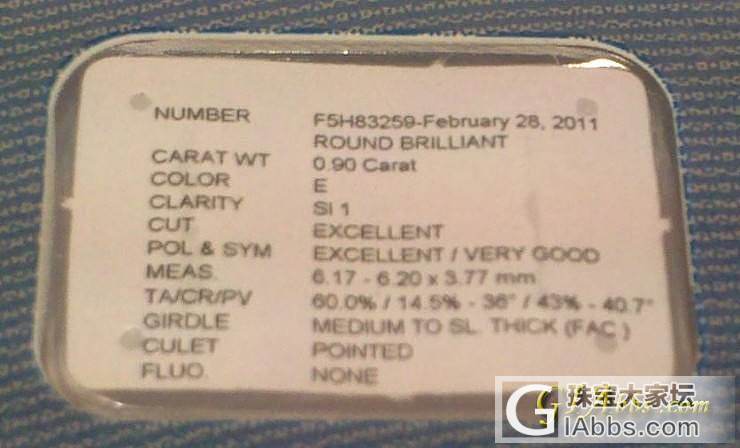 NUMBER F5H83259-February 28, 2011
ROUND BRILLIANT
CARAT WT 0.90 Carat
COLOR E
CLARITY SI 1
CUT EXCELLENT
POL & SYM EXCELLENT / VERY GOOD
MEAS. 6.17 - 6.20 x 3.77 mm
TA/CR/PV 60.0% / 14.5% - 36° / 43% - 40.7°
GIRDLE MEDIUM TO SL. THICK (FAC.)
CULET POINTED
FLUO. NONE
G 珠宝大家坛
iAbbs.com